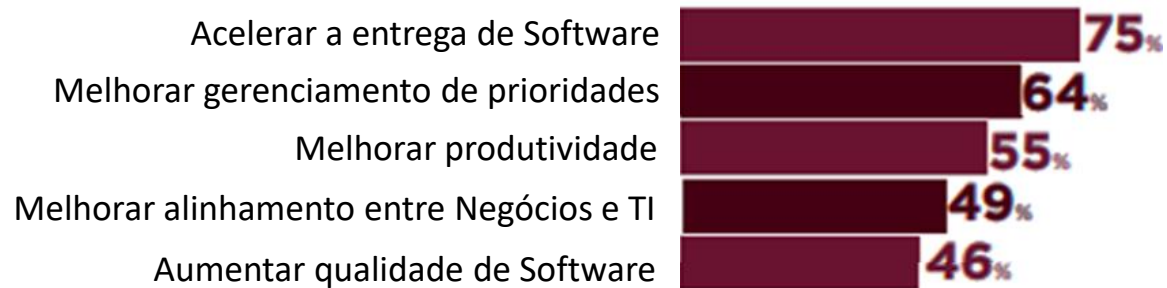 Acelerar a entrega de Software 75%
Melhorar gerenciamento de prioridades 64%
Melhorar produtividade 55%
Melhorar alinhamento entre Negócios e TI 49%
Aumentar qualidade de Software 46%